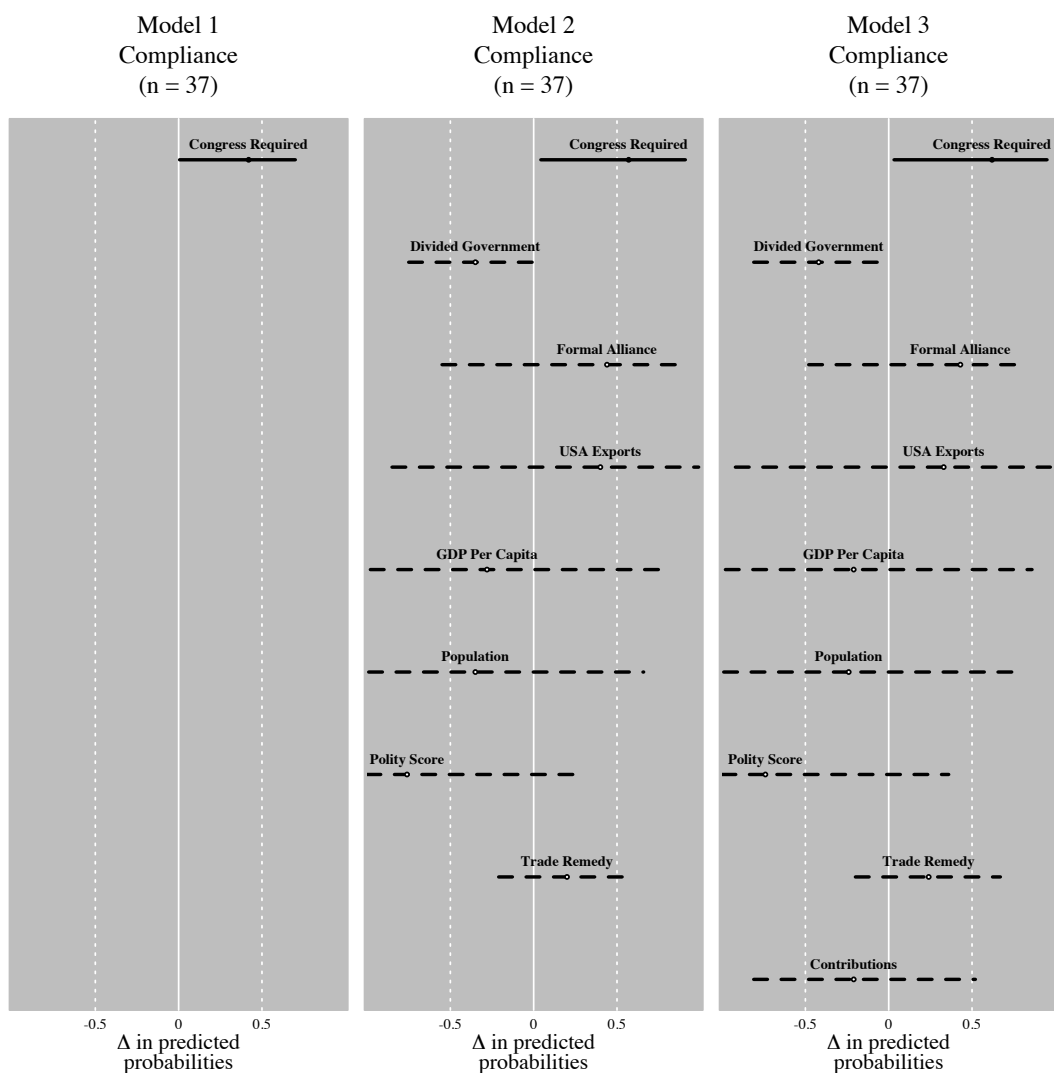 Model 1
Compliance
(n = 37)
Congress Required
-0.5 0 0.5
Δ in predicted
probabilities
Model 2
Compliance
(n = 37)
Congress Required
Divided Government
Formal Alliance
USA Exports
GDP Per Capita
Population
Polity Score
Trade Remedy
-0.5 0 0.5
Δ in predicted
probabilities
Model 3
Compliance
(n = 37)
Congress Required
Divided Government
Formal Alliance
USA Exports
GDP Per Capita
Population
Polity Score
Trade Remedy
Contributions
-0.5 0 0.5
Δ in predicted
probabilities